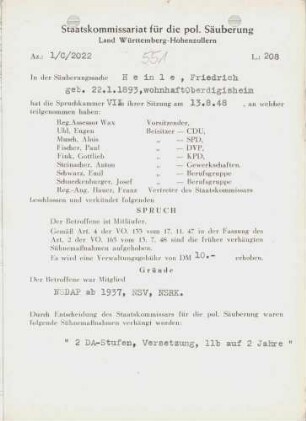 Staatskommissariat für die pol. Säuberung
Land Württemberg-Hohenzollern
Az.: 1/C/2022 551 L.: 208
In der Säuberungssache Heinle, Friedrich
geb. 22.1.1893, wohnhaft Oberdigisheim
hat die Spruchkammer VII in ihrer Sitzung am 13.8.48, an welcher
teilgenommen haben:
Reg.Assessor Wax Vorsitzender,
Uhl, Eugen Beisitzer — CDU,
Munch, Alois „ — SPD,
Fischer, Paul „ — DVP,
Fink, Gottlieb „ — KPD,
Anton „ — Gewerkschaften,
Schwarz, Emil „ — Berufsgruppe
Schneckenburger, Josef „ — Berufsgruppe
Reg.-Ang. Bauer, Franz Vertreter des Staatskommissars
beschlossen und verkündet folgenden
SPRUCH
Der Betroffene ist Mitläufer.
Gemäß Art. 4 der VO. 133 vom 17. 11. 47 in der Fassung des
Art. 2 der VO. 165 vom 13. 7. 48 sind die früher verhängten
Sühnemaßnahmen aufgehoben.
Es wird eine Verwaltungsgebühr von DM 10.- erhoben.
Gründe
Der Betroffene war Mitglied
NSDAP ab 1937, NSV, NSRK.
Durch Entscheidung des Staatskommissars für die pol. Säuberung waren
folgende Sühnemaßnahmen verhängt worden:
" 2 DA-Stufen, Versetzung, 11b auf 2 Jahre "